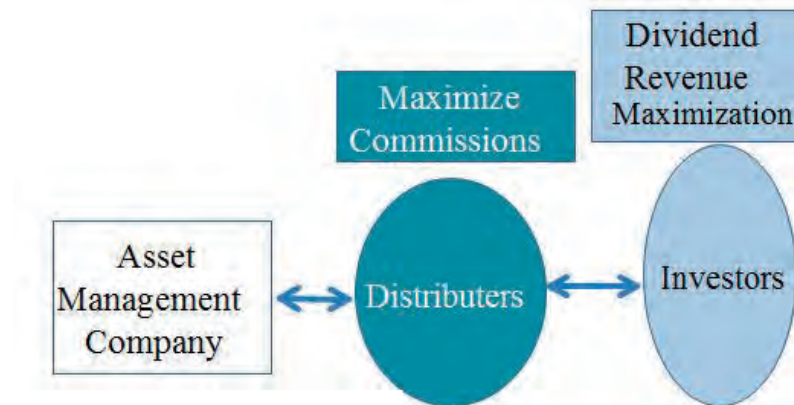 Dividend
Revenue
Maximization
Maximize
Commissions
Asset
Management
Company
Distributers
Investors